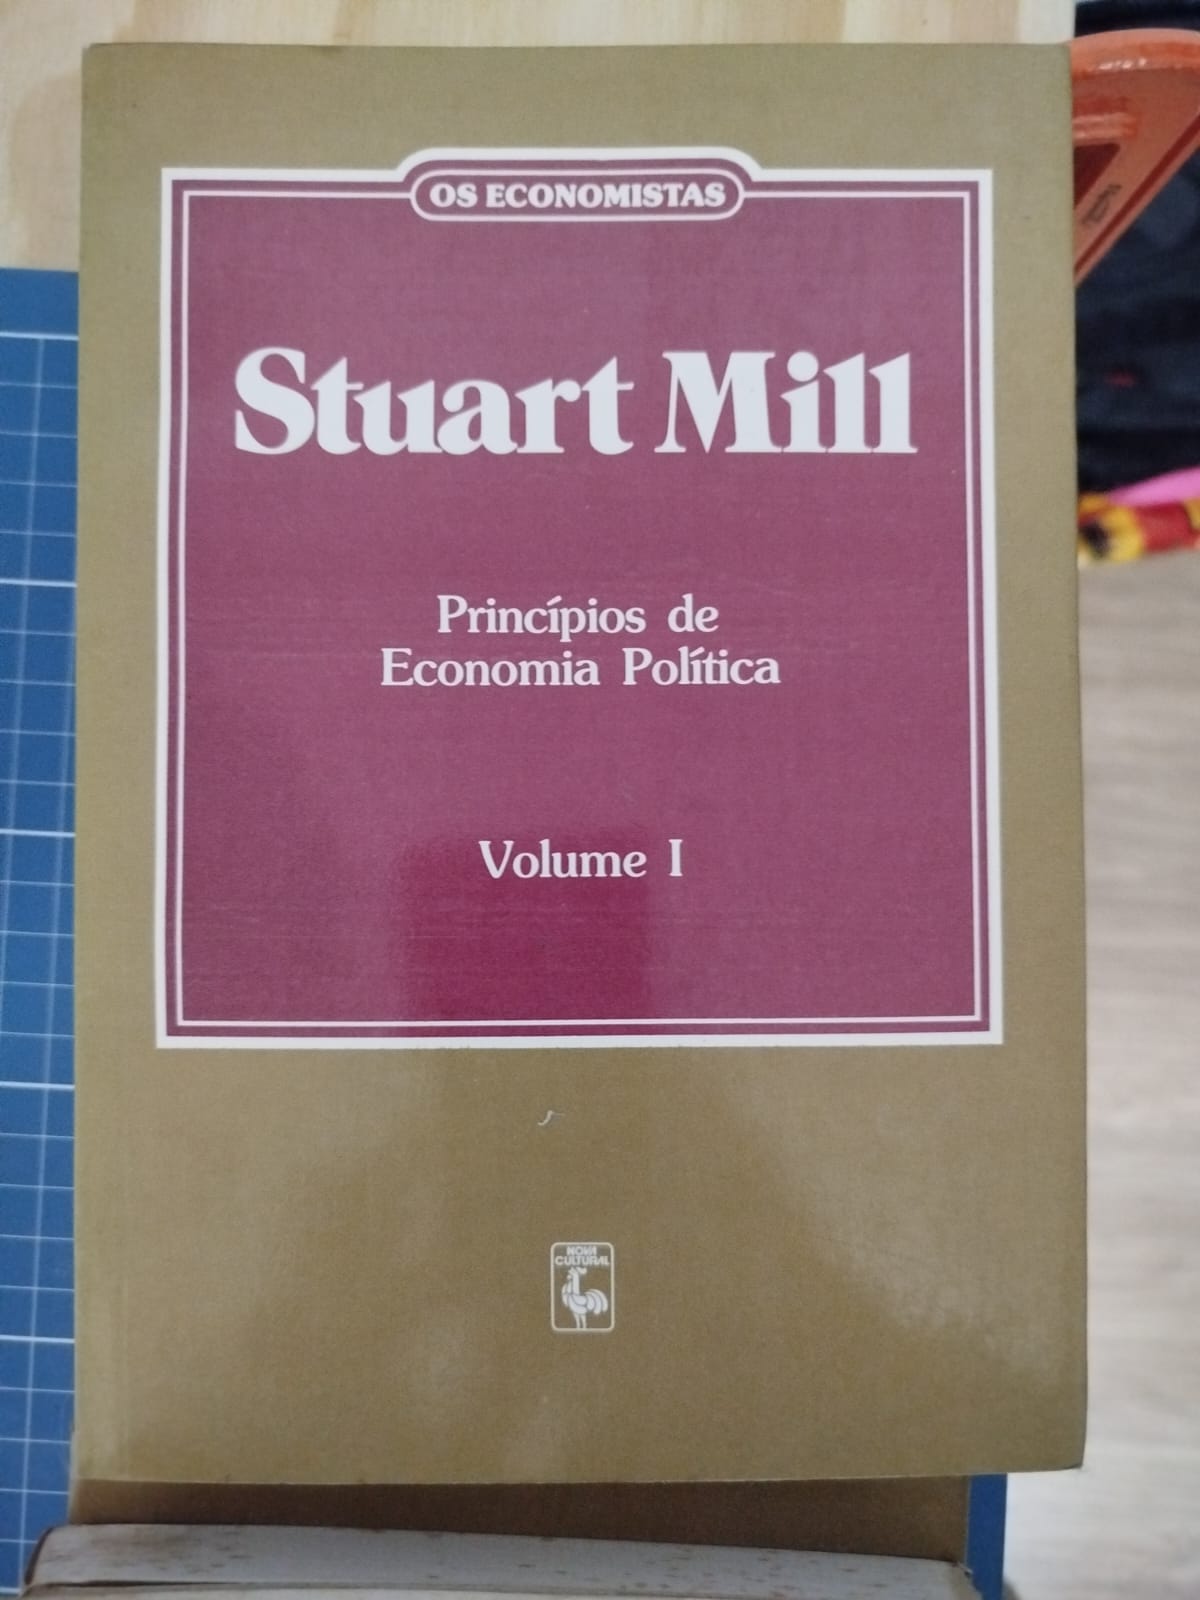 OS ECONOMISTAS
Stuart Mill
Princípios de
Economia Política
Volume I
NOVA
CULTURAL